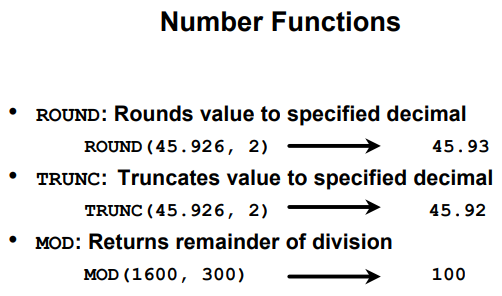 Number Functions
• ROUND: Rounds value to specified decimal
ROUND(45.926, 2) 45.93
• TRUNC: Truncates value to specified decimal
TRUNC(45.926, 2) 45.92
• MOD: Returns remainder of division
MOD(1600, 300) 100